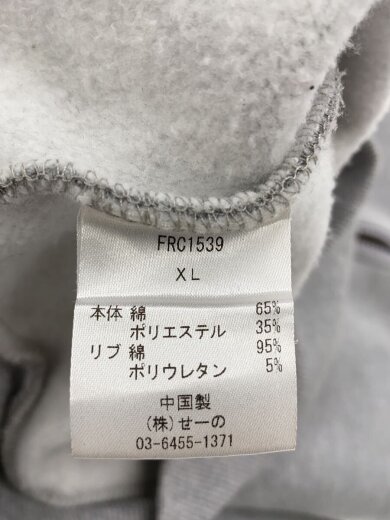 FRC1539
XL
本体 綿 65%
ポリエステル 35%
リブ 綿 95%
ポリウレタン 5%
中国製
(株)せーの
03-6455-1371